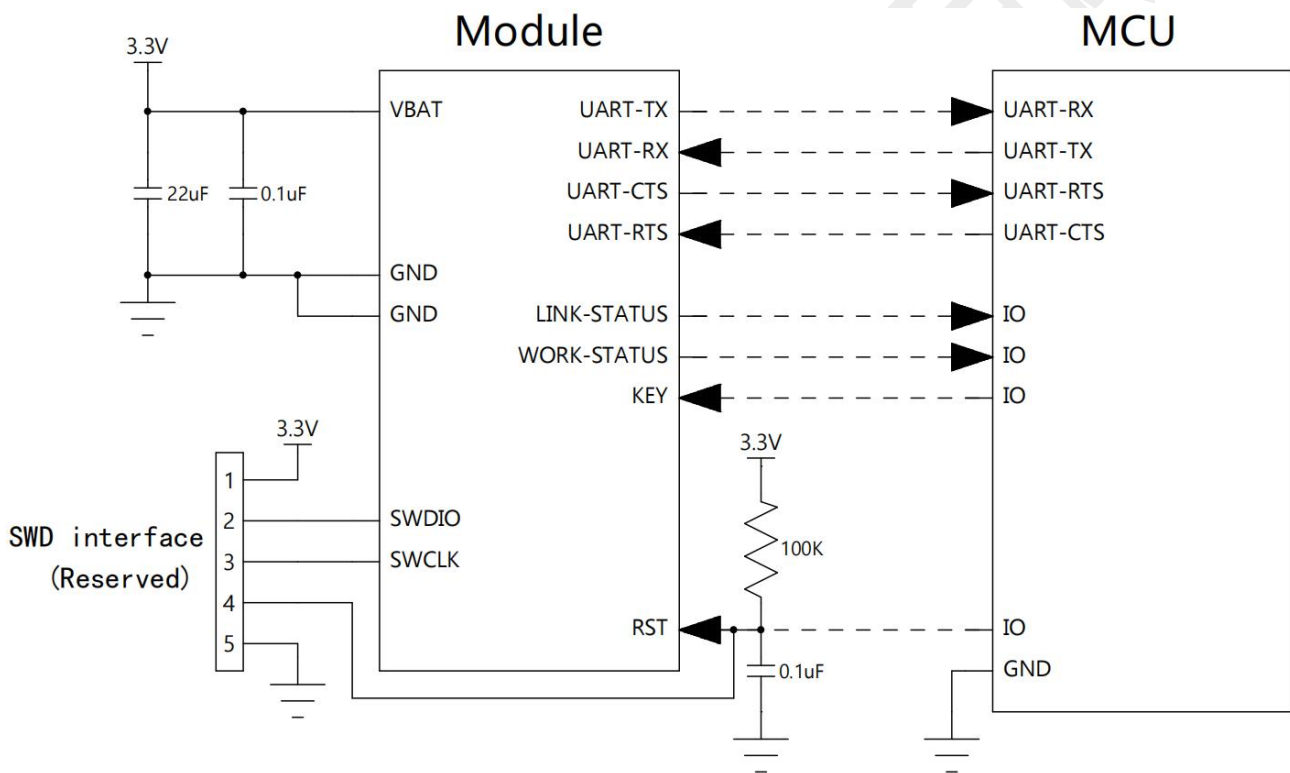 Module
MCU
3.3V
VBAT
UART-TX
UART-RX
UART-RX
UART-TX
22uF
0.1uF
UART-CTS
UART-RTS
UART-RTS
UART-CTS
GND
GND
LINK-STATUS
IO
WORK-STATUS
IO
KEY
IO
3.3V
3.3V
1
2
SWDIO
SWD interface
(Reserved)
3
SWCLK
100K
4
RST
IO
5
0.1uF
GND